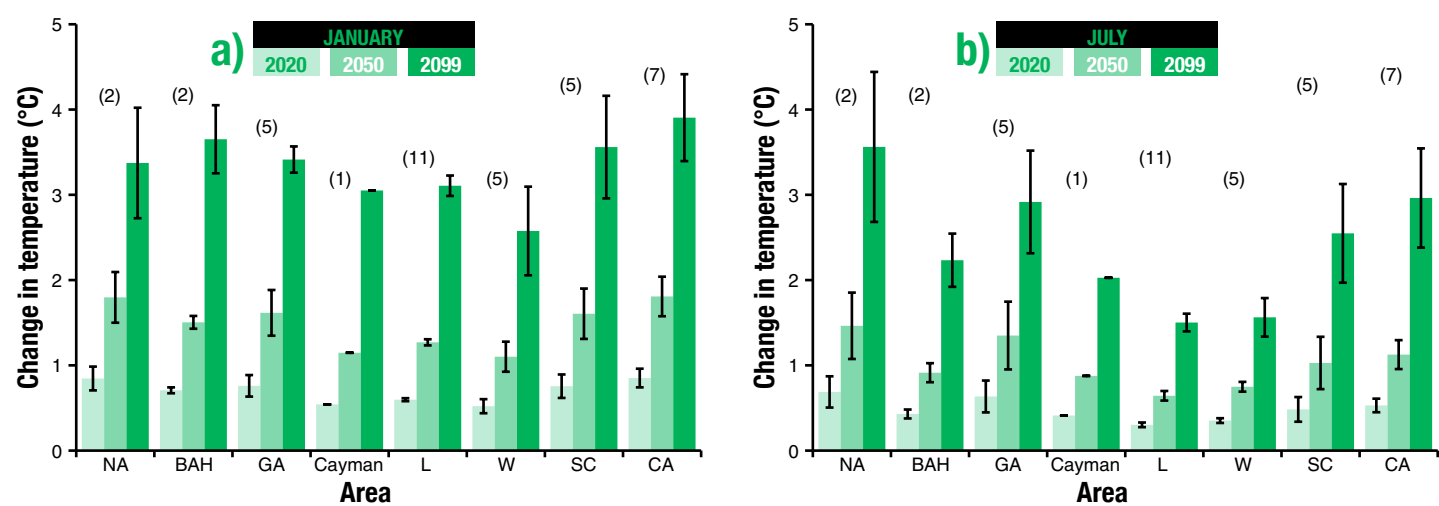 a)
JANUARY
2020 2050 2099
Change in temperature (°C)
5
4
3
2
1
0
(2) (2) (5) (1) (11) (5) (5) (7)
NA BAH GA Cayman L W SC CA
Area
b)
JULY
2020 2050 2099
Change in temperature (°C)
5
4
3
2
1
0
(2) (2) (5) (1) (11) (5) (5) (7)
NA BAH GA Cayman L W SC CA
Area